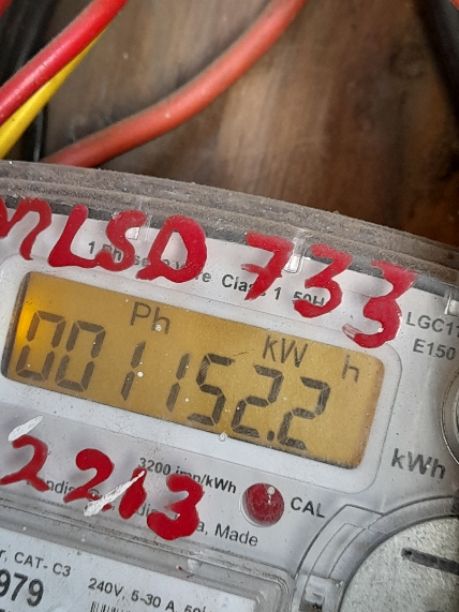 MLSD 733
Class 1 50H
LGC11
E150
Ph
kW h
001152.2
kWh
2213
3200 imp/kWh
CAL
Made
CAT- C3
979
240V, 5-30 A